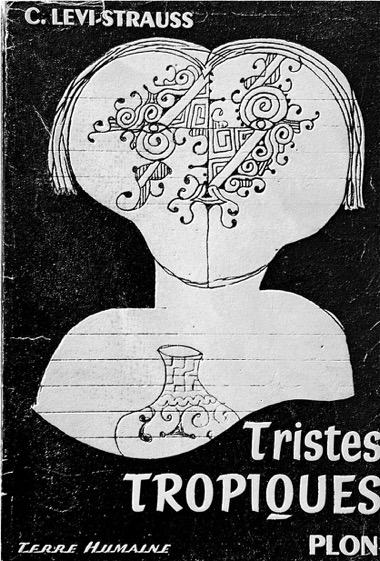 C. LEVI-STRAUSS
Tristes
TROPIQUES
TERRE HUMAINE
PLON